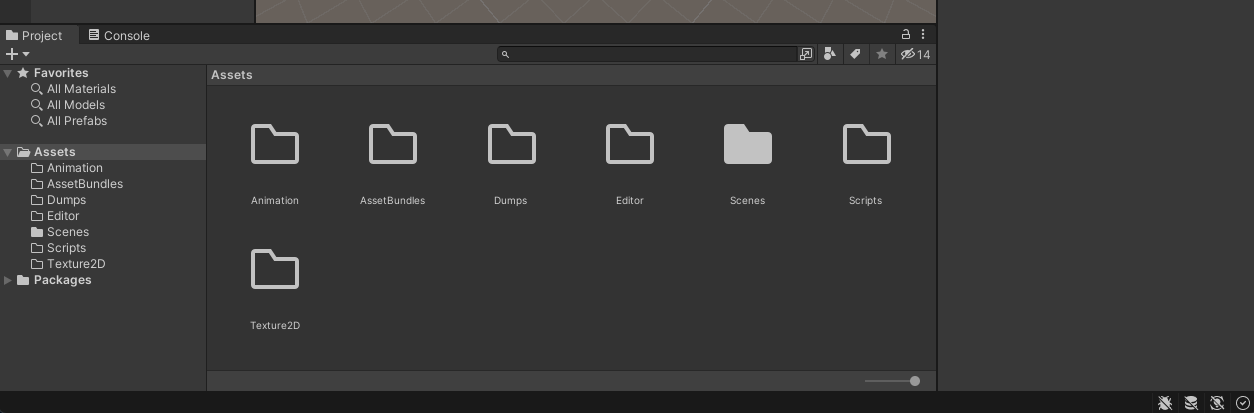 Project
Console
14
Favorites
All Materials
All Models
All Prefabs
Assets
Animation
AssetBundles
Dumps
Editor
Scenes
Scripts
Texture2D
Packages
Assets
Animation
AssetBundles
Dumps
Editor
Scenes
Scripts
Texture2D